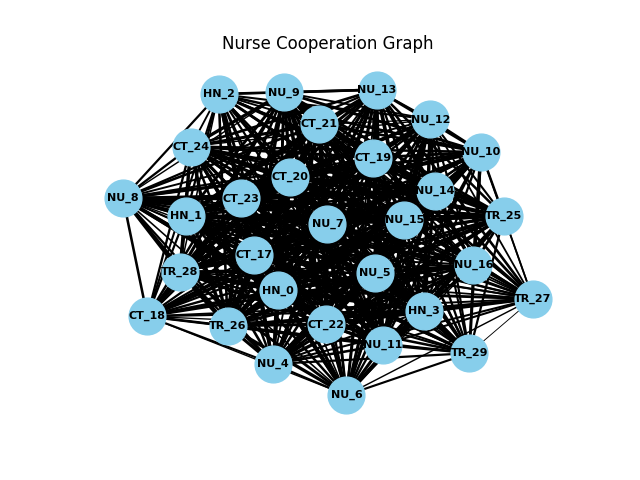 Nurse Cooperation Graph
HN_2
NU_9
NU_13
NU_12
CT_21
CT_24
NU_10
CT_19
CT_20
NU_14
NU_8
CT_23
HN_1
NU_15
TR_25
NU_7
CT_17
NU_16
TR_28
NU_5
HN_0
TR_27
HN_3
CT_18
TR_26
CT_22
NU_11
TR_29
NU_4
NU_6